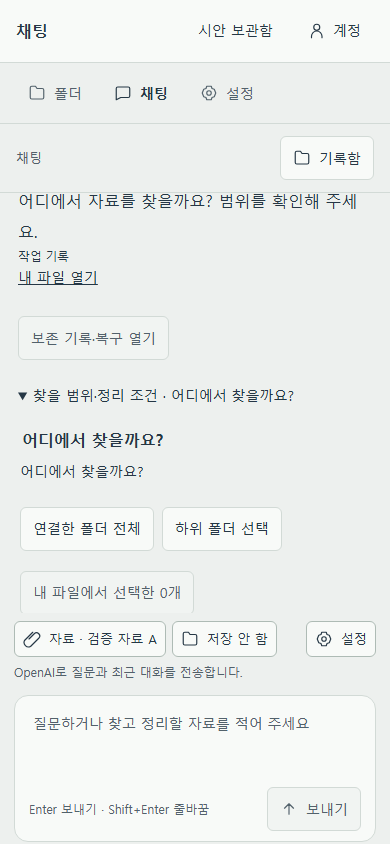 채팅
시안 보관함
계정
폴더
채팅
설정
채팅
기록함
어디에서 자료를 찾을까요? 범위를 확인해 주세
요.
작업 기록
내 파일 열기
보존 기록·복구 열기
▼ 찾을 범위·정리 조건 · 어디에서 찾을까요?
어디에서 찾을까요?
어디에서 찾을까요?
연결한 폴더 전체
하위 폴더 선택
내 파일에서 선택한 0개
자료 · 검증 자료 A
저장 안 함
설정
OpenAI로 질문과 최근 대화를 전송합니다.
질문하거나 찾고 정리할 자료를 적어 주세요
Enter 보내기 · Shift+Enter 줄바꿈
보내기